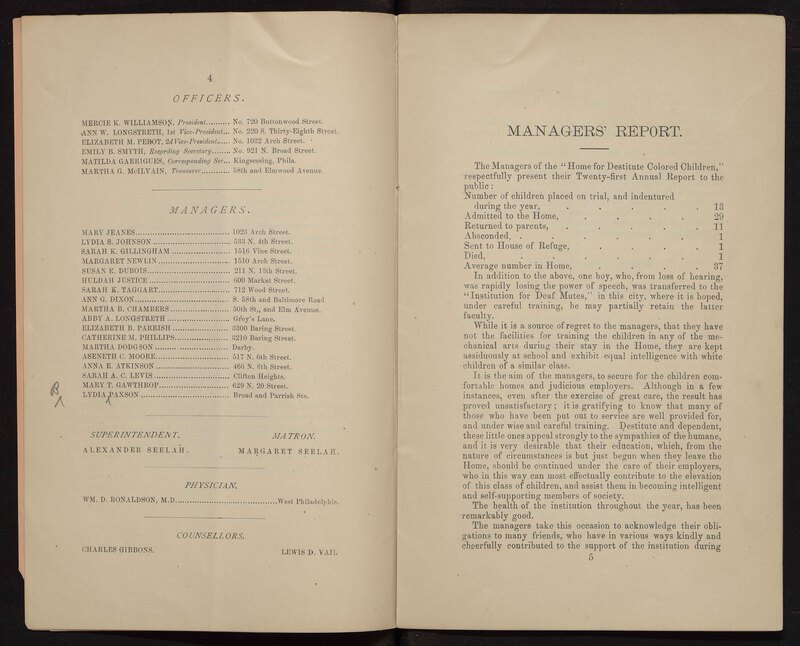 4
OFFICERS.
MERCIE K. WILLIAMSON, President.......... No. 720 Buttonwood Street.
ANN W. LONGSTRETH, 1st Vice-President... No. 220 S. Thirty-Eighth Street.
ELIZABETH M. PEROT, 2d Vice-President...... No. 1032 Arch Street.
EMILY B. SMYTH, Recording Secretary........ No. 921 N. Broad Street.
MATILDA GARRIGUES, Corresponding Sec... Kingsessing, Phila.
MARTHA G. McILVAIN, Treasurer............ 58th and Elmwood Avenue.
MANAGERS.
MARY JEANES................................ 1023 Arch Street.
LYDIA S. JOHNSON .......................... 533 N. 4th Street.
SARAH K. GILLINGHAM .................... 1516 Vine Street.
MARGARET NEWLIN......................... 1510 Arch Street.
SUSAN E. DUBOIS............................ 211 N. 13th Street.
HULDAH JUSTICE ........................... 600 Market Street.
SARAH K. TAGGART........................ 712 Wood Street.
ANN G. DIXON................................ S. 58th and Baltimore Road
MARTHA B. CHAMBERS ................... 50th St., and Elm Avenue.
ABBY A. LONGSTRETH .................... Grey's Lane.
ELIZABETH B. PARRISH ................... 3300 Baring Street.
CATHERINE M. PHILLIPS.................. 3210 Baring Street.
MARTHA DODGSON ......................... Darby.
ASENETH C. MOORE........................ 517 N. 6th Street.
ANNA E. ATKINSON ........................ 466 N. 6th Street.
SARAH A. C. LEVIS ......................... Clifton Heights.
MARY T. GAWTHROP....................... 629 N. 20 Street.
B
LYDIA PAXSON .............................. Broad and Parrish Sts.
SUPERINTENDENT.
ALEXANDER SEELAH.
MATRON.
MARGARET SEELAH.
PHYSICIAN.
WM. D. RONALDSON, M.D....................................West Philadelphia.
COUNSELLORS.
CHARLES GIBBONS,
LEWIS D. VAIL
MANAGERS' REPORT.
The Managers of the "Home for Destitute Colored Children,"
respectfully present their Twenty-first Annual Report to the
public :
Number of children placed on trial, and indentured
during the year, . . . . . . 13
Admitted to the Home, . . . . . 29
Returned to parents, . . . . . 11
Absconded, . . . . . . . 1
Sent to House of Refuge, . . . . . 1
Died, . . . . . . . . 1
Average number in Home, . . . . 37
In addition to the above, one boy, who, from loss of hearing,
was rapidly losing the power of speech, was transferred to the
"Institution for Deaf Mutes," in this city, where it is hoped,
under careful training, he may partially retain the latter
faculty.
While it is a source of regret to the managers, that they have
not the facilities for training the children in any of the me-
chanical arts during their stay in the Home, they are kept
assiduously at school and exhibit equal intelligence with white
children of a similar class.
It is the aim of the managers, to secure for the children com-
fortable homes and judicious employers. Although in a few
instances, even after the exercise of great care, the result has
proved unsatisfactory ; it is gratifying to know that many of
those who have been put out to service are well provided for,
and under wise and careful training. Destitute and dependent,
these little ones appeal strongly to the sympathies of the humane,
and it is very desirable that their education, which, from the
nature of circumstances is but just begun when they leave the
Home, should be continued under the care of their employers,
who in this way can most effectually contribute to the elevation
of this class of children, and assist them in becoming intelligent
and self-supporting members of society.
The health of the institution throughout the year, has been
remarkably good.
The managers take this occasion to acknowledge their obli-
gations to many friends, who have in various ways kindly and
cheerfully contributed to the support of the institution during
5